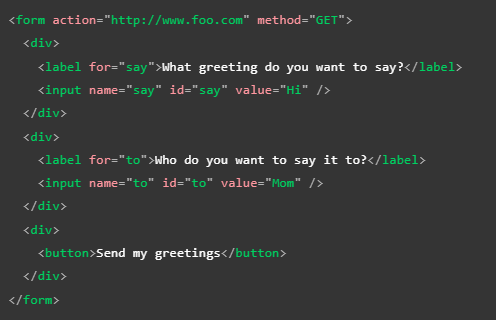 <form action="http://www.foo.com" method="GET">
  <div>
    <label for="say">What greeting do you want to say?</label>
    <input name="say" id="say" value="Hi" />
  </div>
  <div>
    <label for="to">Who do you want to say it to?</label>
    <input name="to" id="to" value="Mom" />
  </div>
  <div>
    <button>Send my greetings</button>
  </div>
</form>